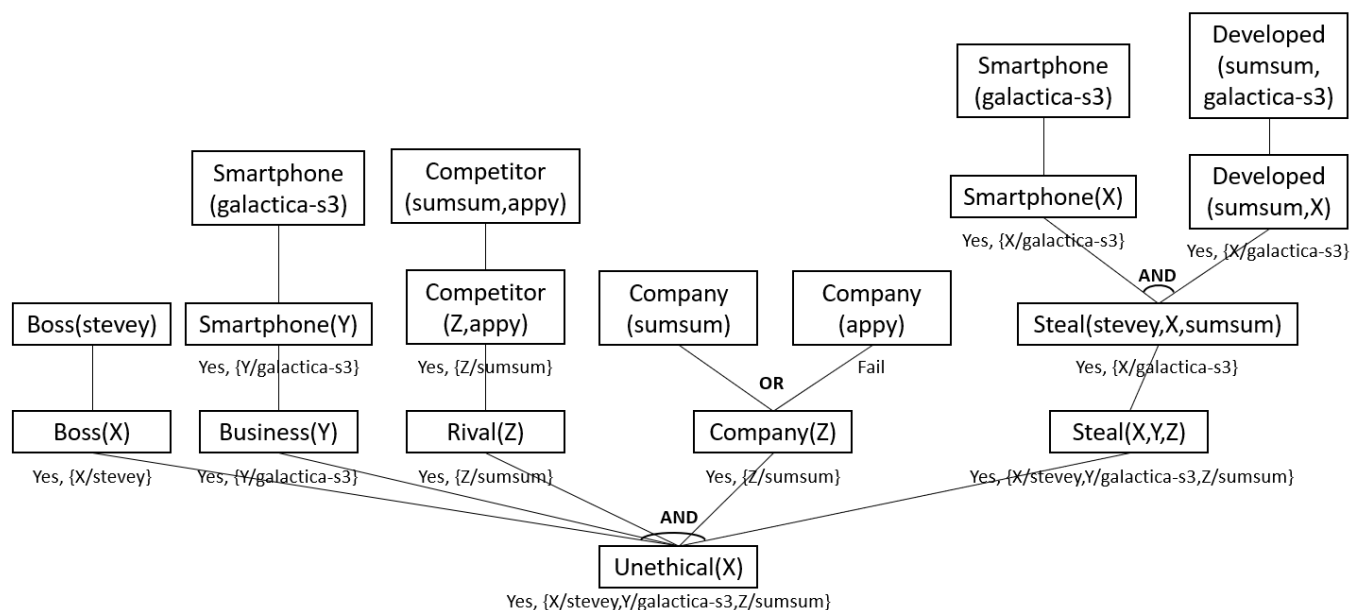 Smartphone
(galactica-s3)
Developed
(sumsum,
galactica-s3)
Smartphone
(galactica-s3)
Competitor
(sumsum,appy)
Smartphone(X)
Yes, {X/galactica-s3}
Developed
(sumsum,X)
Yes, {X/galactica-s3}
AND
Boss(stevey)
Smartphone(Y)
Yes, {Y/galactica-s3}
Competitor
(Z,appy)
Yes, {Z/sumsum}
Company
(sumsum)
Company
(appy)
Fail
OR
Steal(stevey,X,sumsum)
Yes, {X/galactica-s3}
Boss(X)
Yes, {X/stevey}
Business(Y)
Yes, {Y/galactica-s3}
Rival(Z)
Yes, {Z/sumsum}
Company(Z)
Yes, {Z/sumsum}
Steal(X,Y,Z)
Yes, {X/stevey,Y/galactica-s3,Z/sumsum}
AND
Unethical(X)
Yes, {X/stevey,Y/galactica-s3,Z/sumsum}